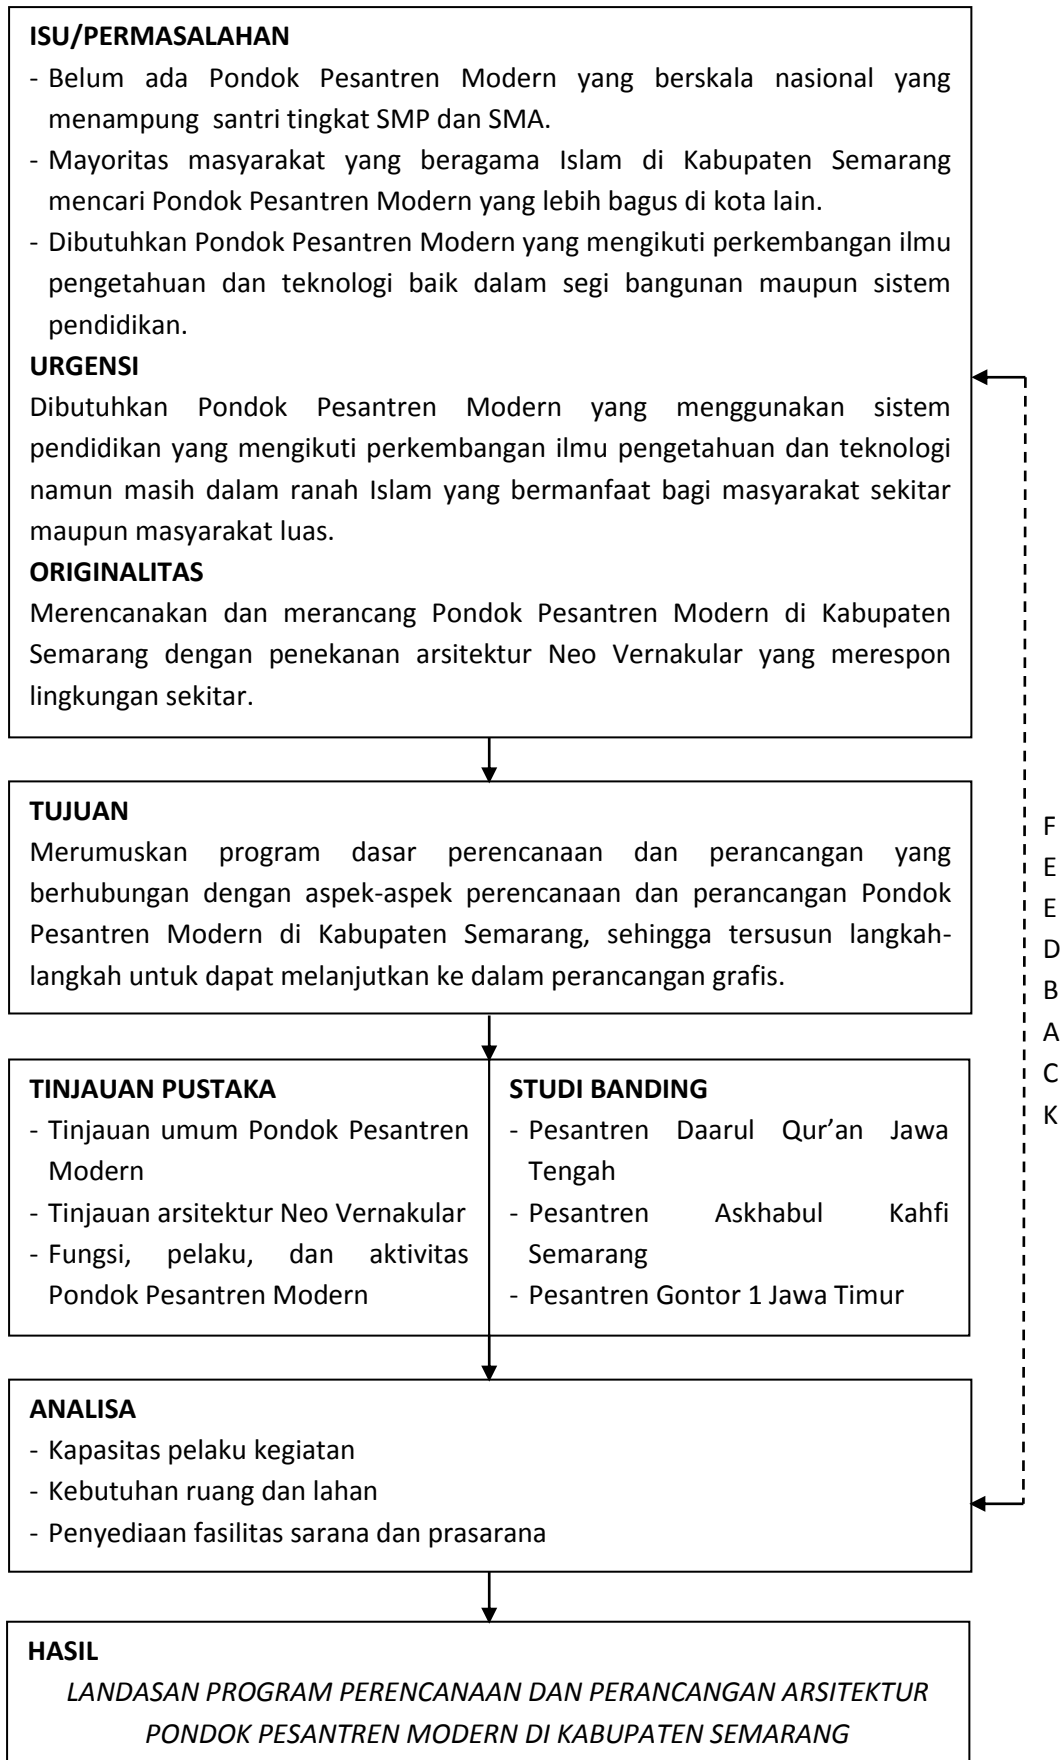 ISU/PERMASALAHAN
- Belum ada Pondok Pesantren Modern yang berskala nasional yang
menampung santri tingkat SMP dan SMA.
- Mayoritas masyarakat yang beragama Islam di Kabupaten Semarang
mencari Pondok Pesantren Modern yang lebih bagus di kota lain.
- Dibutuhkan Pondok Pesantren Modern yang mengikuti perkembangan ilmu
pengetahuan dan teknologi baik dalam segi bangunan maupun sistem
pendidikan.
URGENSI
Dibutuhkan Pondok Pesantren Modern yang menggunakan sistem
pendidikan yang mengikuti perkembangan ilmu pengetahuan dan teknologi
namun masih dalam ranah Islam yang bermanfaat bagi masyarakat sekitar
maupun masyarakat luas.
ORIGINALITAS
Merencanakan dan merancang Pondok Pesantren Modern di Kabupaten
Semarang dengan penekanan arsitektur Neo Vernakular yang merespon
lingkungan sekitar.
TUJUAN
Merumuskan program dasar perencanaan dan perancangan yang
berhubungan dengan aspek-aspek perencanaan dan perancangan Pondok
Pesantren Modern di Kabupaten Semarang, sehingga tersusun langkah-
langkah untuk dapat melanjutkan ke dalam perancangan grafis.
TINJAUAN PUSTAKA
- Tinjauan umum Pondok Pesantren
Modern
- Tinjauan arsitektur Neo Vernakular
- Fungsi, pelaku, dan aktivitas
Pondok Pesantren Modern
STUDI BANDING
- Pesantren Daarul Qur'an Jawa
Tengah
- Pesantren Askhabul Kahfi
Semarang
- Pesantren Gontor 1 Jawa Timur
ANALISA
- Kapasitas pelaku kegiatan
- Kebutuhan ruang dan lahan
- Penyediaan fasilitas sarana dan prasarana
HASIL
LANDASAN PROGRAM PERENCANAAN DAN PERANCANGAN ARSITEKTUR
PONDOK PESANTREN MODERN DI KABUPATEN SEMARANG
F
E
E
D
B
A
C
K